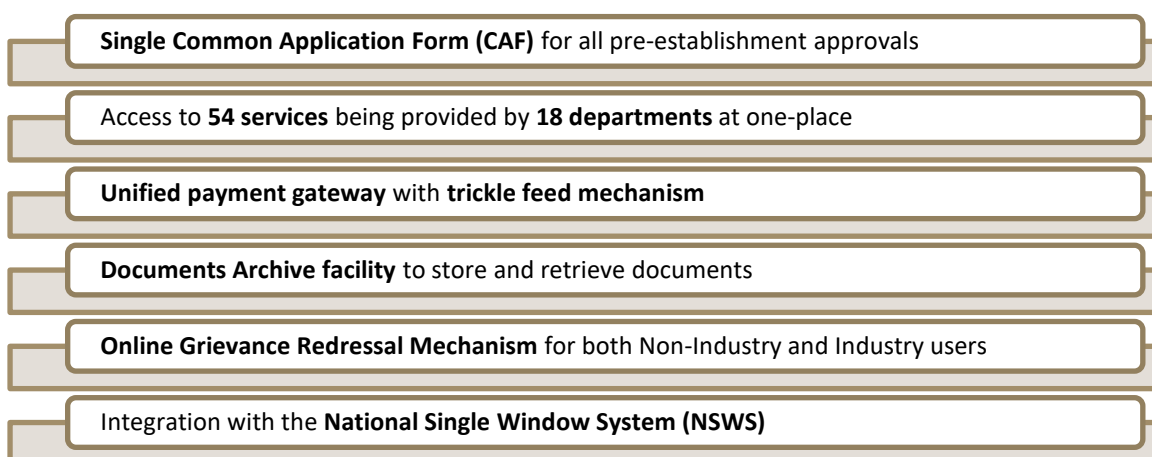 Single Common Application Form (CAF) for all pre-establishment approvals
Access to 54 services being provided by 18 departments at one-place
Unified payment gateway with trickle feed mechanism
Documents Archive facility to store and retrieve documents
Online Grievance Redressal Mechanism for both Non-Industry and Industry users
Integration with the National Single Window System (NSWS)